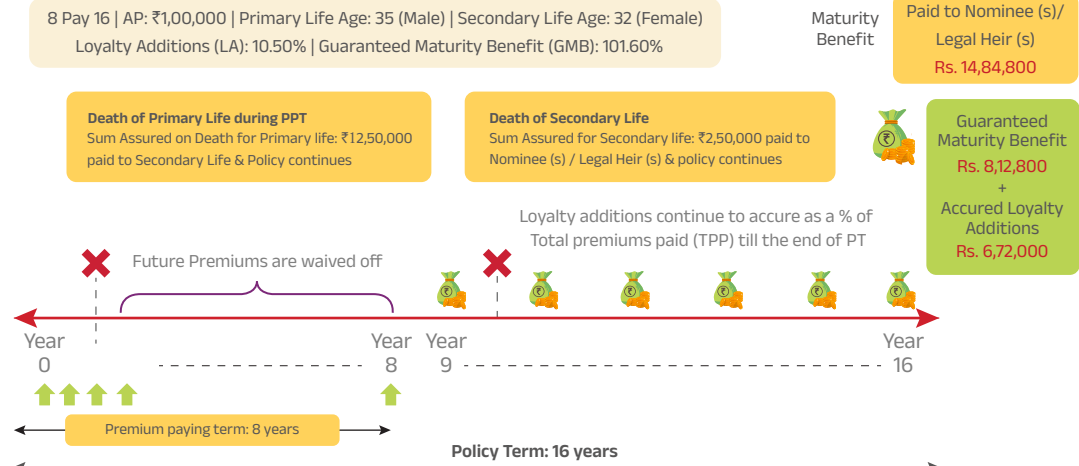 8 Pay 16 | AP: ₹1,00,000 | Primary Life Age: 35 (Male) | Secondary Life Age: 32 (Female)
Loyalty Additions (LA): 10.50% | Guaranteed Maturity Benefit (GMB): 101.60%
Maturity
Benefit
Paid to Nominee (s)/
Legal Heir (s)
Rs. 14,84,800
Death of Primary Life during PPT
Sum Assured on Death for Primary life: ₹12,50,000
paid to Secondary Life & Policy continues
Death of Secondary Life
Sum Assured for Secondary life: ₹2,50,000 paid to
Nominee (s) / Legal Heir (s) & policy continues
₹
Guaranteed
Maturity Benefit
Rs. 8,12,800
+
Accured Loyalty
Additions
Rs. 6,72,000
Loyalty additions continue to accure as a % of
Total premiums paid (TPP) till the end of PT
Future Premiums are waived off
₹ ₹ ₹ ₹ ₹ ₹
Year Year Year Year
0 8 9 16
Premium paying term: 8 years
Policy Term: 16 years